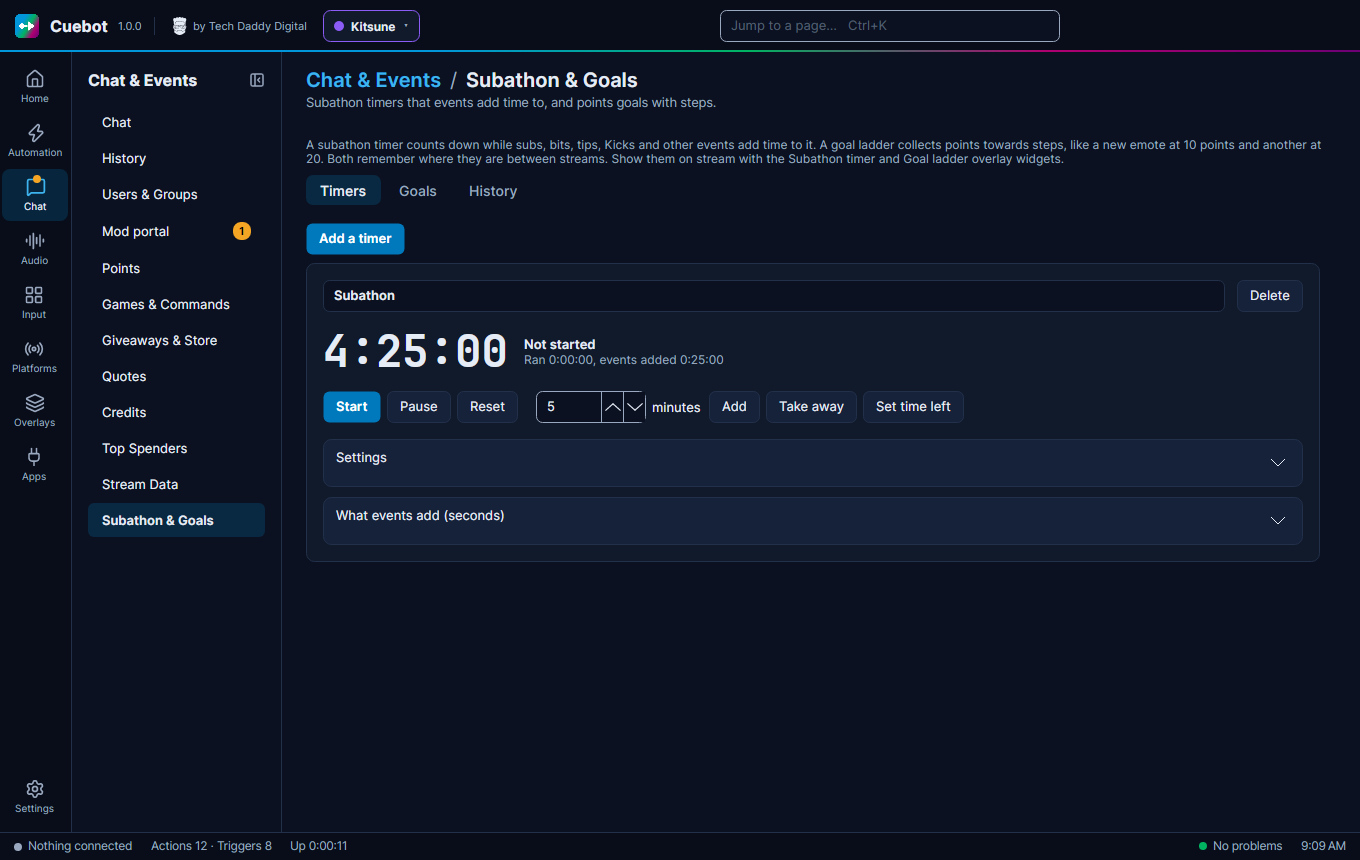 Cuebot 1.0.0 by Tech Daddy Digital Kitsune Jump to a page... Ctrl+K
Home
Automation
Chat
Audio
Input
Platforms
Overlays
Apps
Settings
Chat & Events
Chat
History
Users & Groups
Mod portal 1
Points
Games & Commands
Giveaways & Store
Quotes
Credits
Top Spenders
Stream Data
Subathon & Goals
Chat & Events / Subathon & Goals
Subathon timers that events add time to, and points goals with steps.
A subathon timer counts down while subs, bits, tips, Kicks and other events add time to it. A goal ladder collects points towards steps, like a new emote at 10 points and another at
20. Both remember where they are between streams. Show them on stream with the Subathon timer and Goal ladder overlay widgets.
Timers Goals History
Add a timer
Subathon Delete
4:25:00
Not started
Ran 0:00:00, events added 0:25:00
Start Pause Reset 5 minutes Add Take away Set time left
Settings
What events add (seconds)
Nothing connected Actions 12 · Triggers 8 Up 0:00:11 No problems 9:09 AM